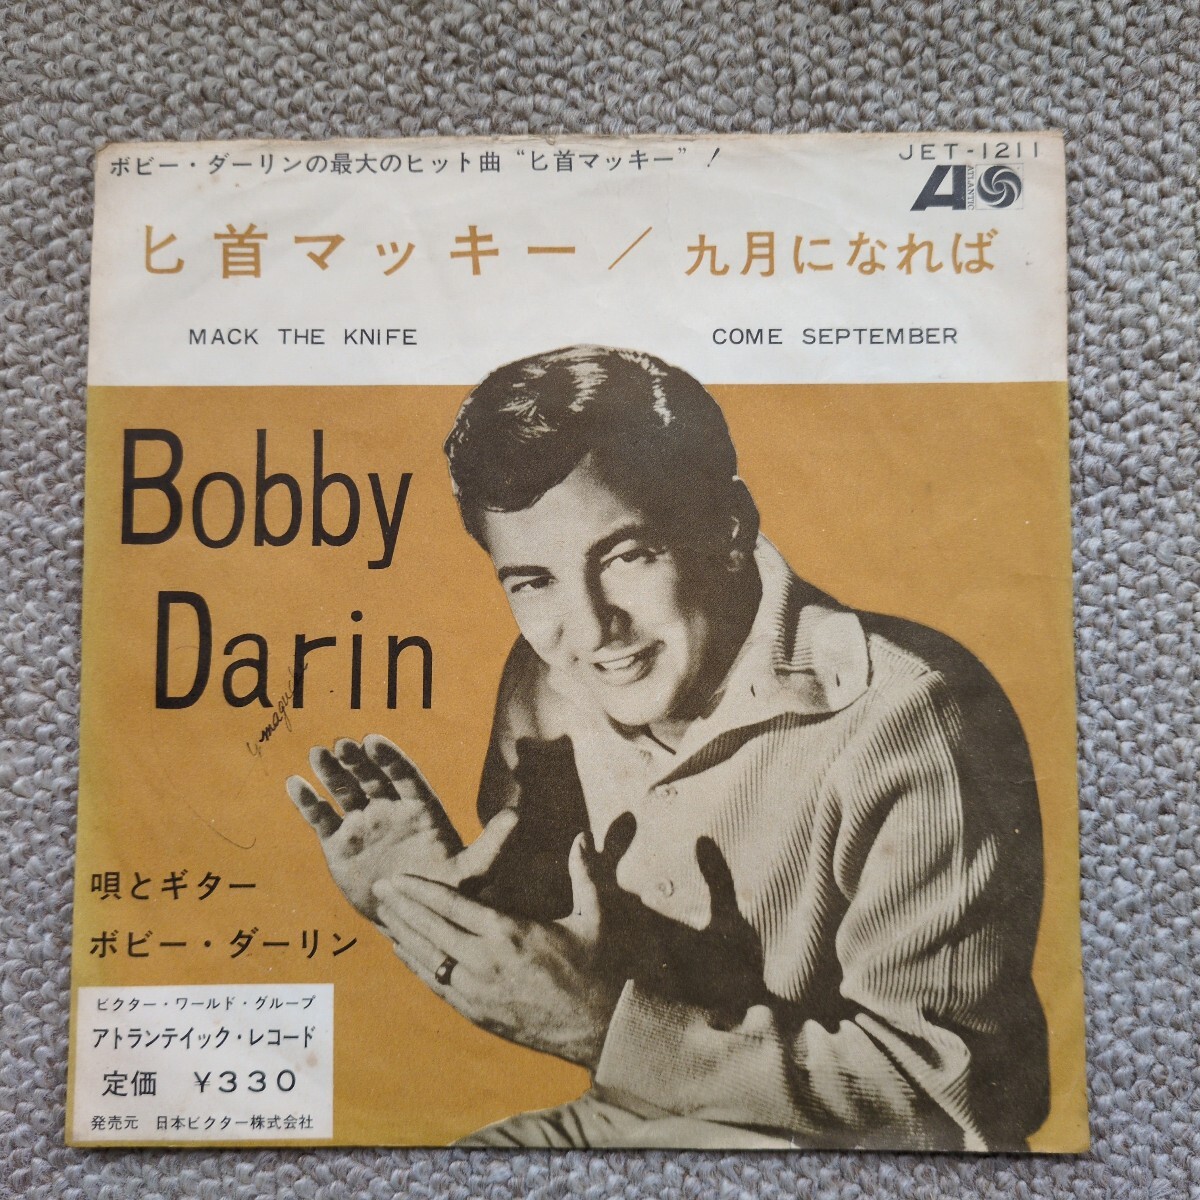 ボビー・ダーリンの最大のヒット曲 “匕首マッキー” !
JET-1211
ATLANTIC
匕首マッキー / 九月になれば
MACK THE KNIFE COME SEPTEMBER
Bobby
Darin
唄とギター
ボビー・ダーリン
ビクター・ワールド・グループ
アトランテイック・レコード
定価 ¥330
発売元 日本ビクター株式会社